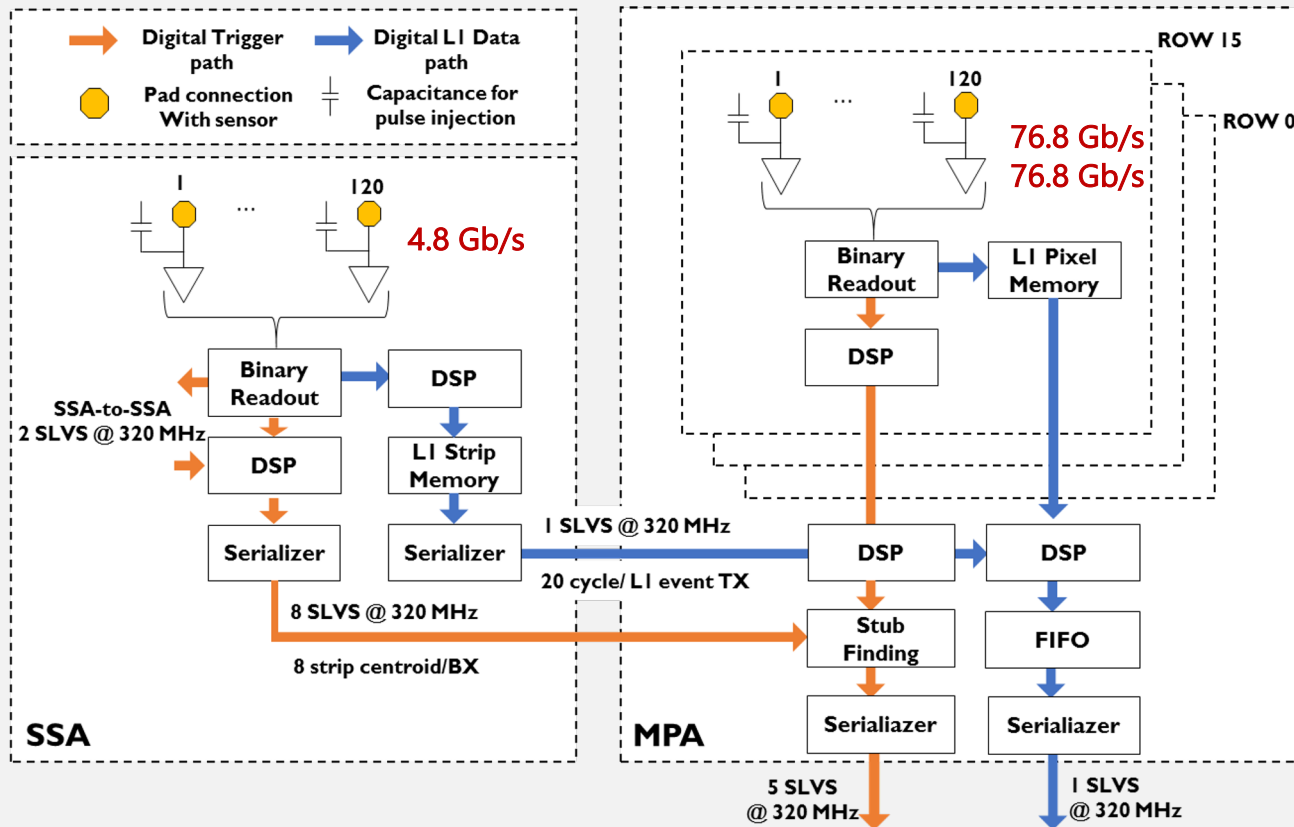 Digital Trigger
path
Digital L1 Data
path
Pad connection
With sensor
Capacitance for
pulse injection
1
...
120
4.8 Gb/s
Binary
Readout
DSP
SSA-to-SSA
2 SLVS @ 320 MHz
DSP
L1 Strip
Memory
Serializer
Serializer
1 SLVS @ 320 MHz
20 cycle/ L1 event TX
8 SLVS @ 320 MHz
8 strip centroid/BX
SSA
ROW 15
ROW 0
1
...
120
76.8 Gb/s
76.8 Gb/s
Binary
Readout
L1 Pixel
Memory
DSP
DSP
DSP
Stub
Finding
FIFO
Serialiazer
Serialiazer
MPA
5 SLVS
@ 320 MHz
1 SLVS
@ 320 MHz